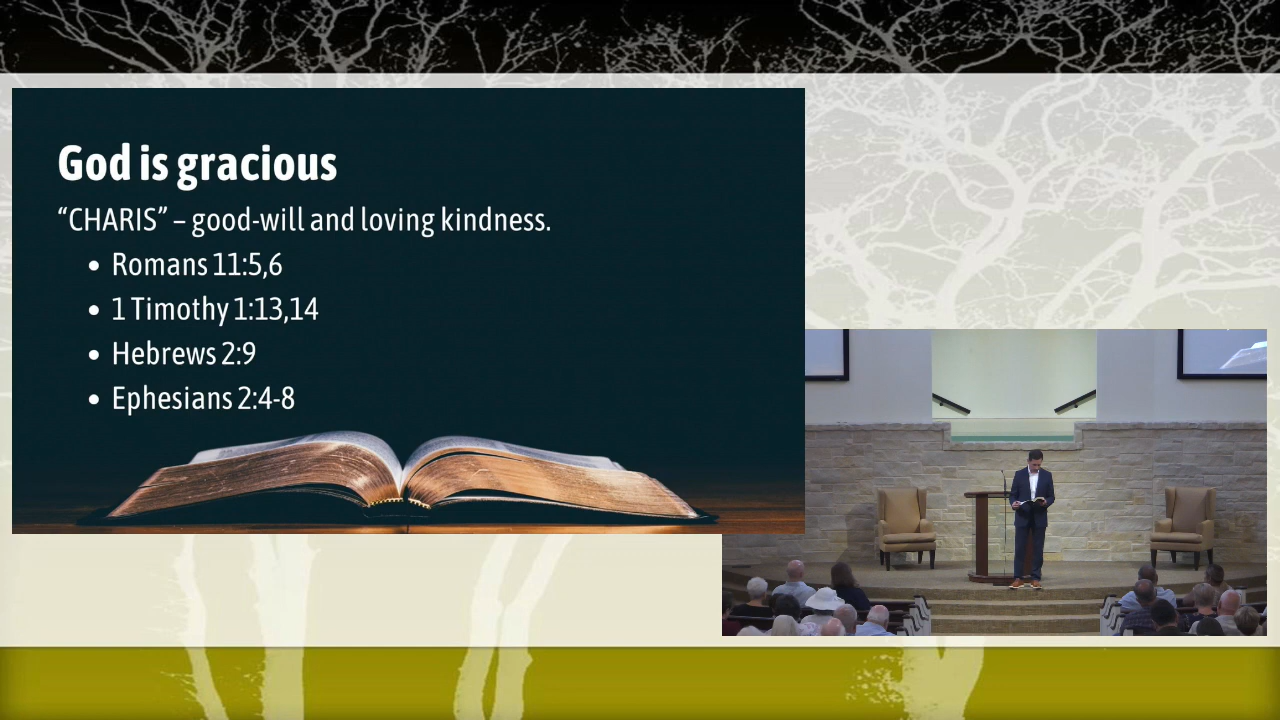 God is gracious
“CHARIS” – good-will and loving kindness.
• Romans 11:5,6
• 1 Timothy 1:13,14
• Hebrews 2:9
• Ephesians 2:4-8